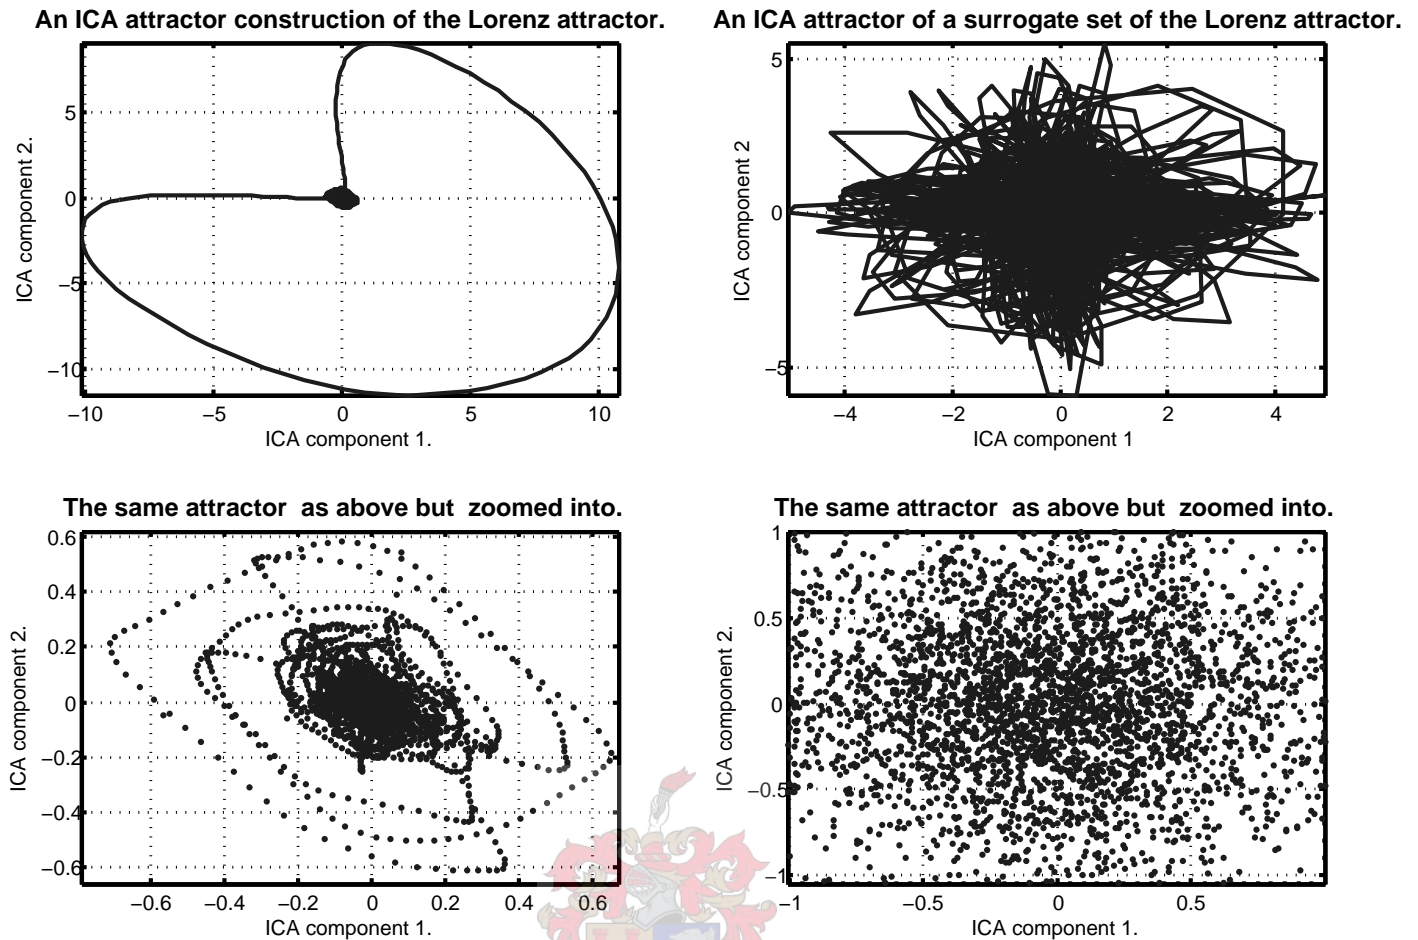 An ICA attractor construction of the Lorenz attractor.
5
0
−5
−10
ICA component 2.
−10 −5 0 5 10
ICA component 1.
An ICA attractor of a surrogate set of the Lorenz attractor.
5
0
−5
ICA component 2
−4 −2 0 2 4
ICA component 1
The same attractor as above but zoomed into.
0.6
0.4
0.2
0
−0.2
−0.4
−0.6
ICA component 2.
−0.6 −0.4 −0.2 0 0.2 0.4 0.6
ICA component 1.
The same attractor as above but zoomed into.
1
0.5
0
−0.5
−1
ICA component 2.
−1 −0.5 0 0.5
ICA component 1.